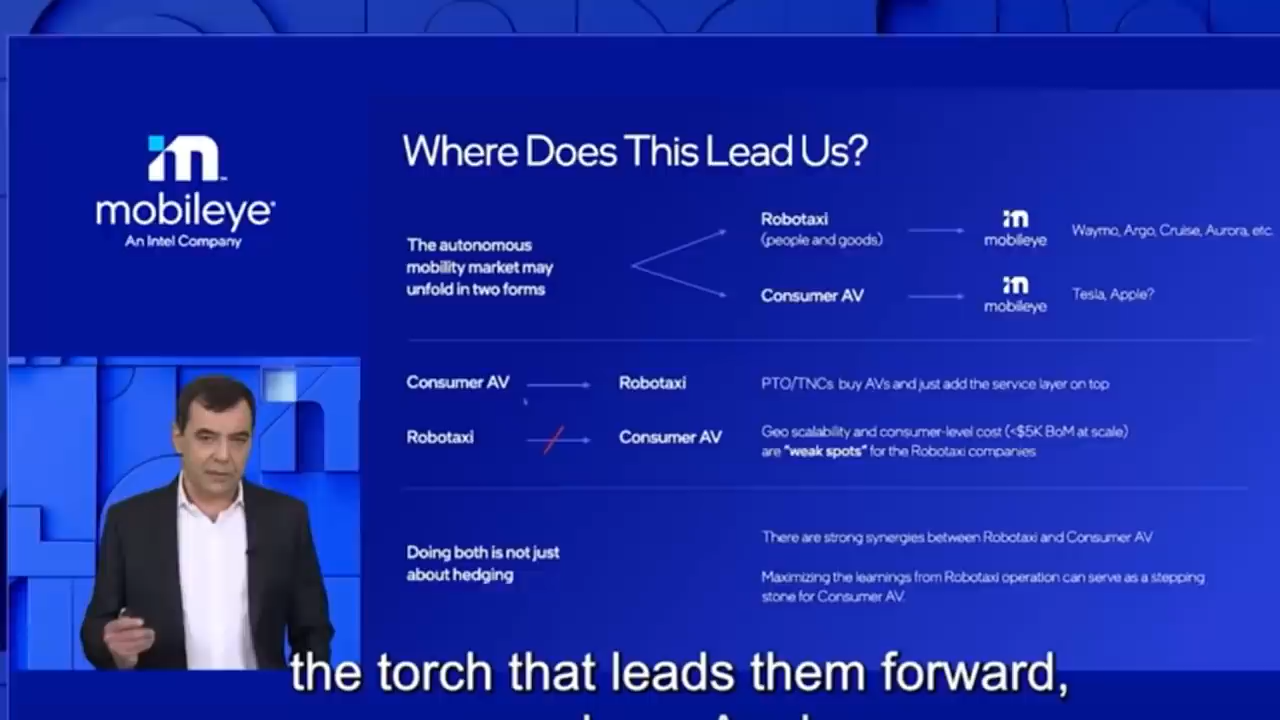 mobileye
An Intel Company
Where Does This Lead Us?
The autonomous
mobility market may
unfold in two forms
Robotaxi
(people and goods)
mobileye
Waymo, Argo, Cruise, Aurora, etc.
Consumer AV
mobileye
Tesla, Apple?
Consumer AV
Robotaxi
PTO/TNCs buy AVs and just add the service layer on top
Robotaxi
Consumer AV
Geo scalability and consumer-level cost (<$5K BoM at scale)
are "weak spots" for the Robotaxi companies
Doing both is not just
about hedging
There are strong synergies between Robotaxi and Consumer AV
Maximizing the learnings from Robotaxi operation can serve as a stepping
stone for Consumer AV.
the torch that leads them forward,